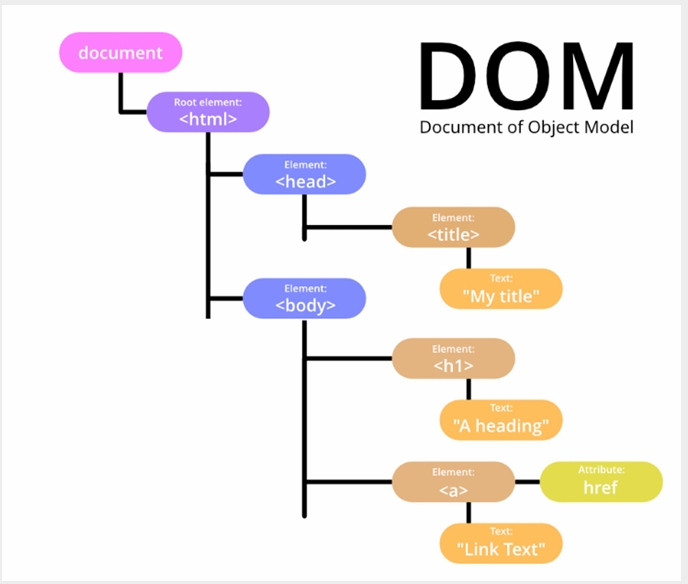 document
DOM
Document of Object Model
Root element:
<html>
Element:
<head>
Element:
<title>
Text:
"My title"
Element:
<body>
Element:
<h1>
Text:
"A heading"
Element:
<a>
Attribute:
href
Text:
"Link Text"